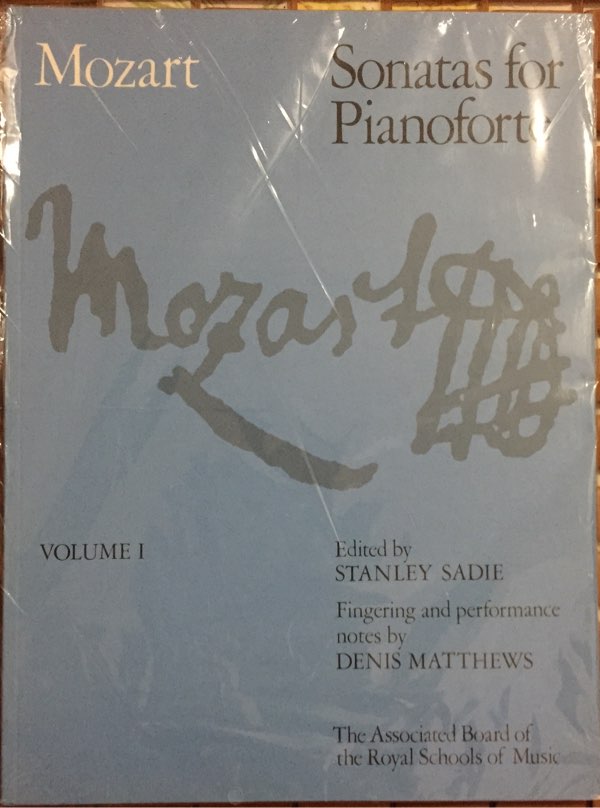 Mozart
Sonatas for
Pianoforte
Mozart
VOLUME I
Edited by
STANLEY SADIE
Fingering and performance
notes by
DENIS MATTHEWS
The Associated Board of
the Royal Schools of Music